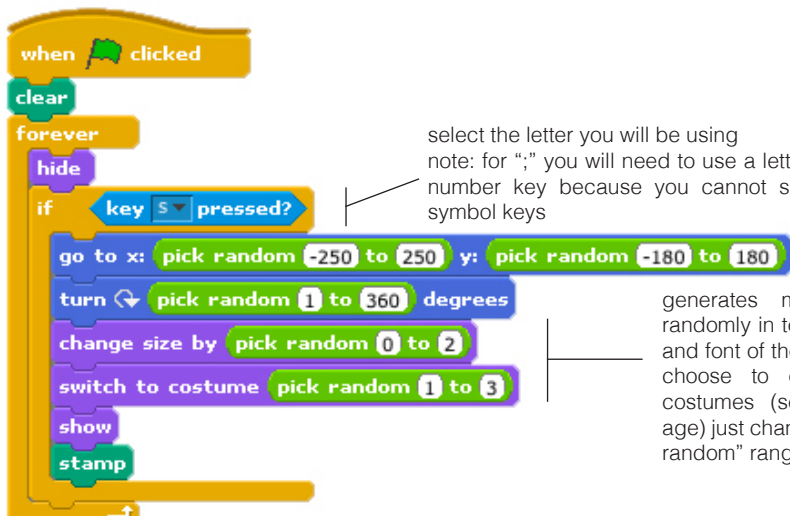 when clicked
clear
forever
hide
if key s pressed?
select the letter you will be using
note: for “;” you will need to use a
number key because you cannot
symbol keys
go to x: pick random -250 to 250 y: pick random -180 to 180
turn pick random 1 to 360 degrees
change size by pick random 0 to 2
switch to costume pick random 1 to 3
show
stamp
generates
randomly in
and font of
choose to
costumes
age) just
random”